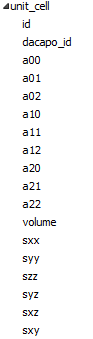 unit_cell
id
dacapo_id
a00
a01
a02
a10
a11
a12
a20
a21
a22
volume
sxx
syy
szz
syz
sxz
sxy